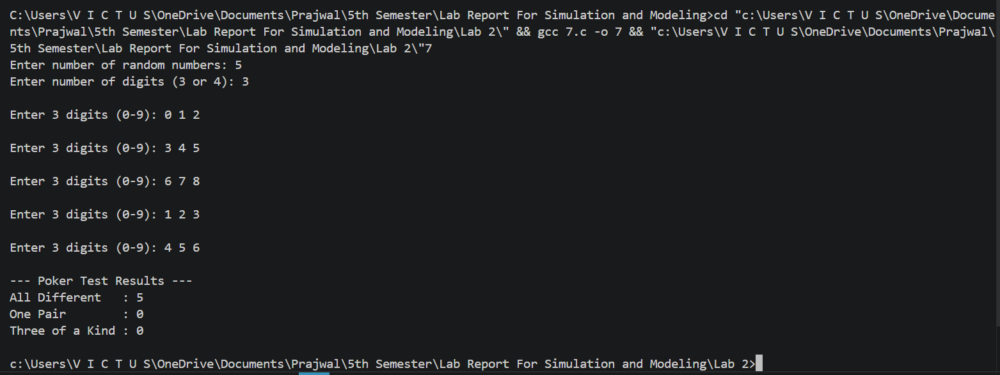 C:\Users\V I C T U S\OneDrive\Documents\Prajwal\5th Semester\Lab Report For Simulation and Modeling>cd "c:\Users\V I C T U S\OneDrive\Docume
nts\Prajwal\5th Semester\Lab Report For Simulation and Modeling\Lab 2\" && gcc 7.c -o 7 && "c:\Users\V I C T U S\OneDrive\Documents\Prajwal\
5th Semester\Lab Report For Simulation and Modeling\Lab 2\"7
Enter number of random numbers: 5
Enter number of digits (3 or 4): 3
Enter 3 digits (0-9): 0 1 2
Enter 3 digits (0-9): 3 4 5
Enter 3 digits (0-9): 6 7 8
Enter 3 digits (0-9): 1 2 3
Enter 3 digits (0-9): 4 5 6
--- Poker Test Results ---
All Different   : 5
One Pair        : 0
Three of a Kind : 0
c:\Users\V I C T U S\OneDrive\Documents\Prajwal\5th Semester\Lab Report For Simulation and Modeling\Lab 2>